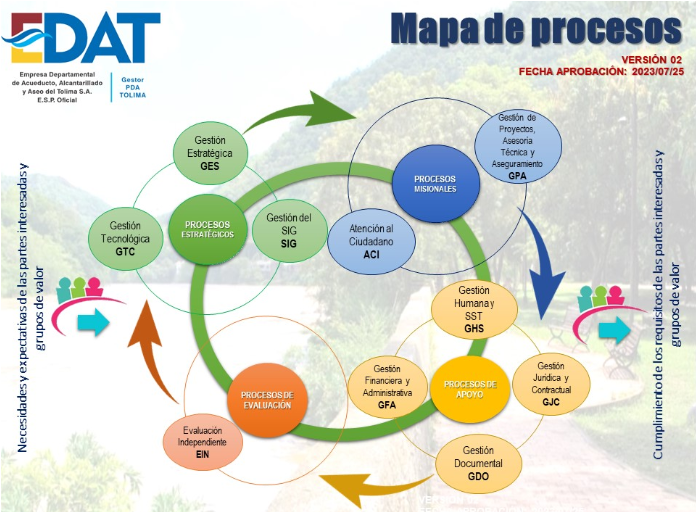 EDAT
Empresa Departamental
de Acueducto, Alcantarillado
y Aseo del Tolima S.A.
E.S.P. Oficial
Gestor
PDA
TOLIMA
Mapa de procesos
VERSIÓN 02
FECHA APROBACIÓN: 2023/07/25
Necesidades y expectativas de las partes interesadas y
grupos de valor
Gestión
Estratégica
GES
Gestión
Tecnológica
GTC
PROCESOS
ESTRATÉGICOS
Gestión del
SIG
SIG
PROCESOS
MISIONALES
Gestión de
Proyectos,
Asesoria
Técnica y
Aseguramiento
GPA
Atención al
Ciudadano
ACI
Gestión
Humana y
SST
GHS
Gestión
Financiera y
Administrativa
GFA
PROCESOS DE
APOYO
Gestión
Jurídica y
Contractual
GJC
Gestión
Documental
GDO
PROCESOS DE
EVALUACIÓN
Evaluación
Independiente
EIN
Cumplimiento de los requisitos de las partes interesadas y
grupos de valor